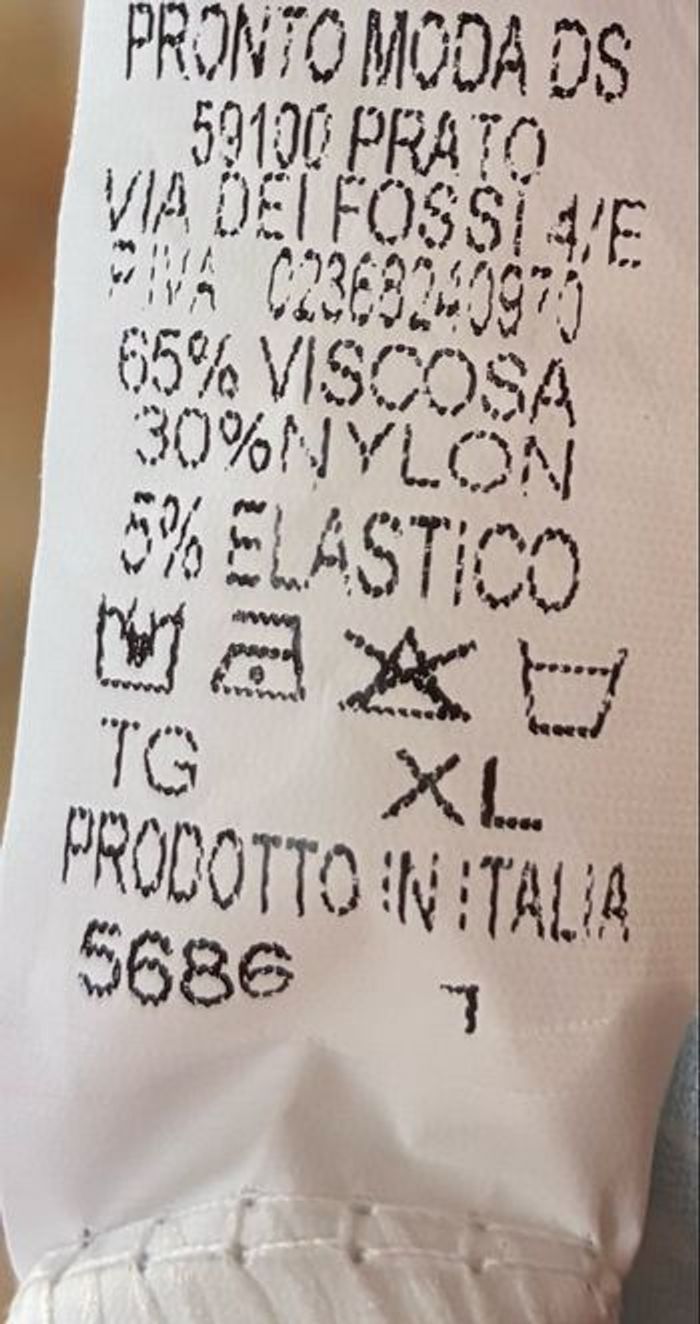 PRONTO MODA DS
59100 PRATO
VIA DEI FOSSI 4/E
P.IVA 02368240970
65% VISCOSA
30%NYLON
5% ELASTICO
TG XL
PRODOTTO IN ITALIA
5686